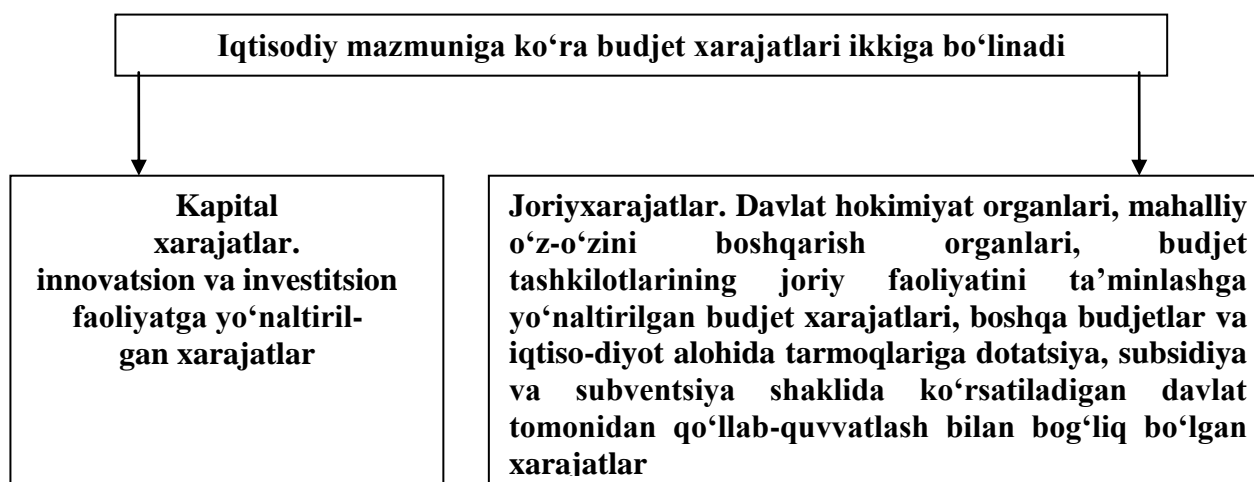 Iqtisodiy mazmuniga ko‘ra budjet xarajatlari ikkiga bo‘linadi
Kapital
xarajatlar.
innovatsion va investitsion
faoliyatga yo‘naltiril-
gan xarajatlar
Joriyxarajatlar. Davlat hokimiyat organlari, mahalliy
o‘z-o‘zini boshqarish organlari, budjet
tashkilotlarining joriy faoliyatini ta’minlashga
yo‘naltirilgan budjet xarajatlari, boshqa budjetlar va
iqtiso-diyot alohida tarmoqlariga dotatsiya, subsidiya
va subventsiya shaklida ko‘rsatiladigan davlat
tomonidan qo‘llab-quvvatlash bilan bog‘liq bo‘lgan
xarajatlar